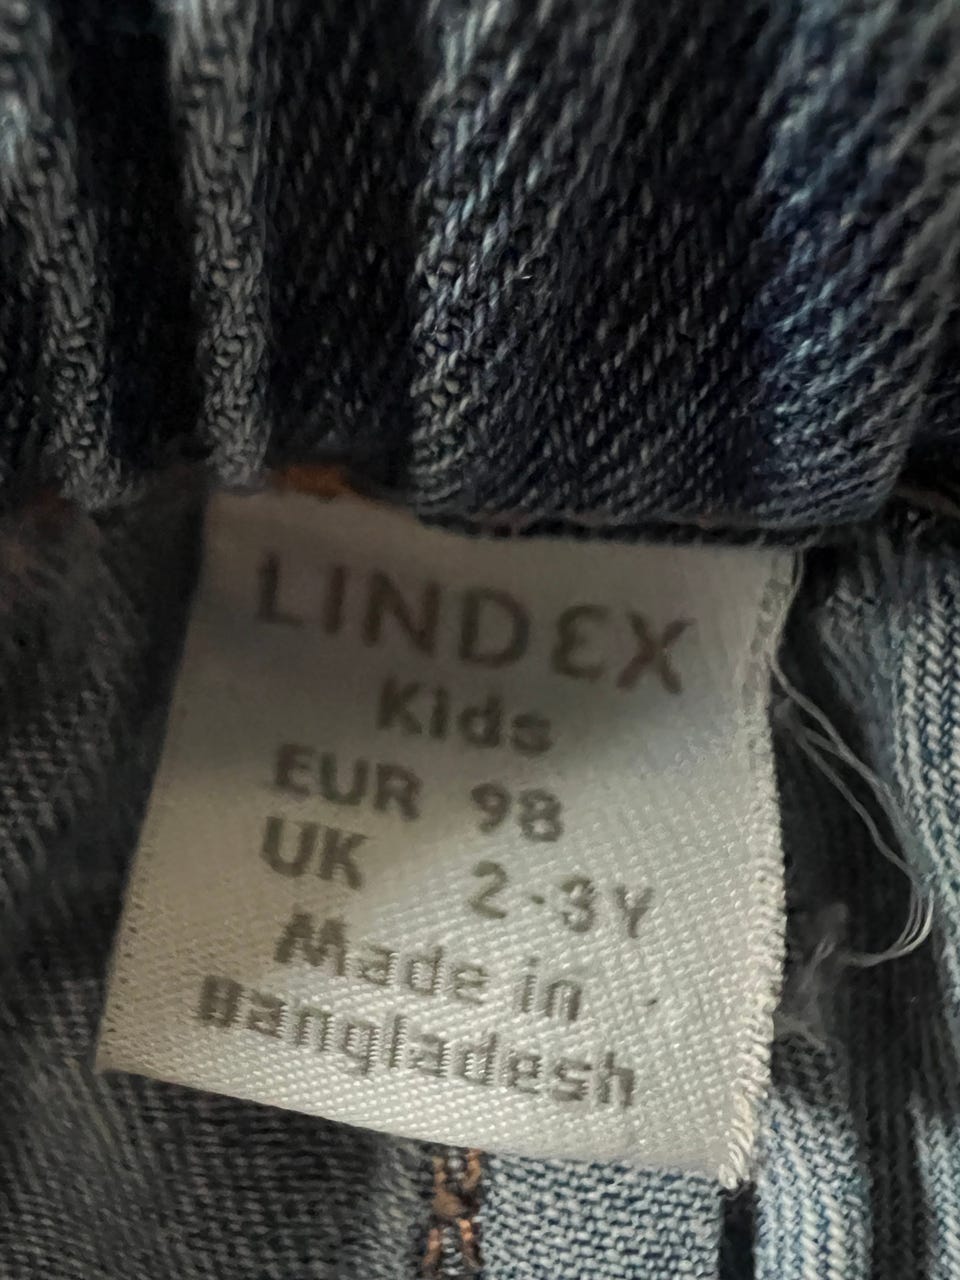 LINDEX
Kids
EUR 98
UK 2-3Y
Made in
Bangladesh